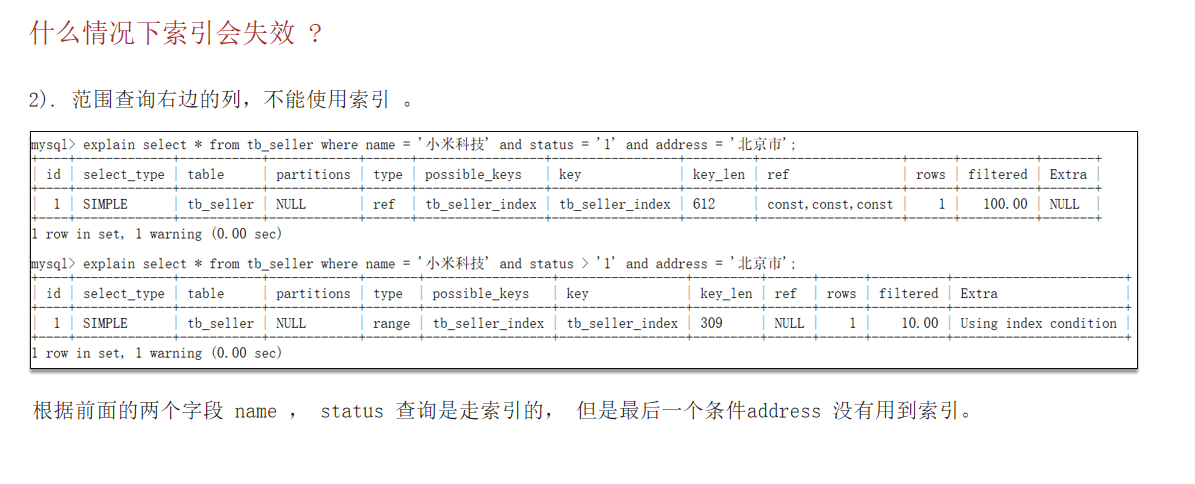 什么情况下索引会失效 ?
2). 范围查询右边的列，不能使用索引 。
mysql> explain select * from tb_seller where name = '小米科技' and status = '1' and address = '北京市';
| id | select_type | table | partitions | type | possible_keys | key | key_len | ref | rows | filtered | Extra |
| 1 | SIMPLE | tb_seller | NULL | ref | tb_seller_index | tb_seller_index | 612 | const,const,const | 1 | 100.00 | NULL |
1 row in set, 1 warning (0.00 sec)
mysql> explain select * from tb_seller where name = '小米科技' and status > '1' and address = '北京市';
| id | select_type | table | partitions | type | possible_keys | key | key_len | ref | rows | filtered | Extra |
| 1 | SIMPLE | tb_seller | NULL | range | tb_seller_index | tb_seller_index | 309 | NULL | 1 | 10.00 | Using index condition |
1 row in set, 1 warning (0.00 sec)
根据前面的两个字段 name ， status 查询是走索引的， 但是最后一个条件address 没有用到索引。